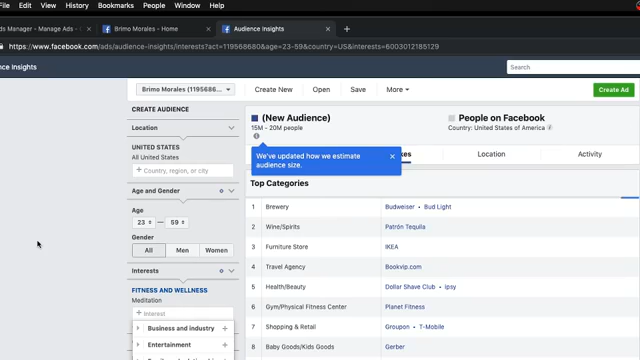 File Edit View History Bookmarks People Window Help
Ads Manager - Manage Ads - 
Brimo Morales - Home
Audience Insights
https://www.facebook.com/ads/audience-insights/interests?act=119568680&age=23-59&country=US&interests=6003012185129
Audience Insights
Search
Brimo Morales (1195686...
Create New
Open
Save
More
Create Ad
CREATE AUDIENCE
Location
UNITED STATES
All United States
Country, region, or city
Age and Gender
Age
23 — 59
Gender
All
Men
Women
Interests
FITNESS AND WELLNESS
Meditation
Interest
Business and industry
Entertainment
(New Audience)
15M - 20M people
People on Facebook
Country: United States of America
We've updated how we estimate
audience size.
kes
Location
Activity
Top Categories
1 Brewery Budweiser • Bud Light
2 Wine/Spirits Patrón Tequila
3 Furniture Store IKEA
4 Travel Agency Bookvip.com
5 Health/Beauty Dollar Shave Club • ipsy
6 Gym/Physical Fitness Center Planet Fitness
7 Shopping & Retail Groupon • T-Mobile
8 Baby Goods/Kids Goods Gerber